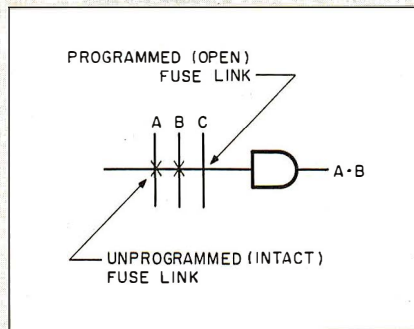 PROGRAMMED (OPEN)
FUSE LINK
A B C
A·B
UNPROGRAMMED (INTACT)
FUSE LINK